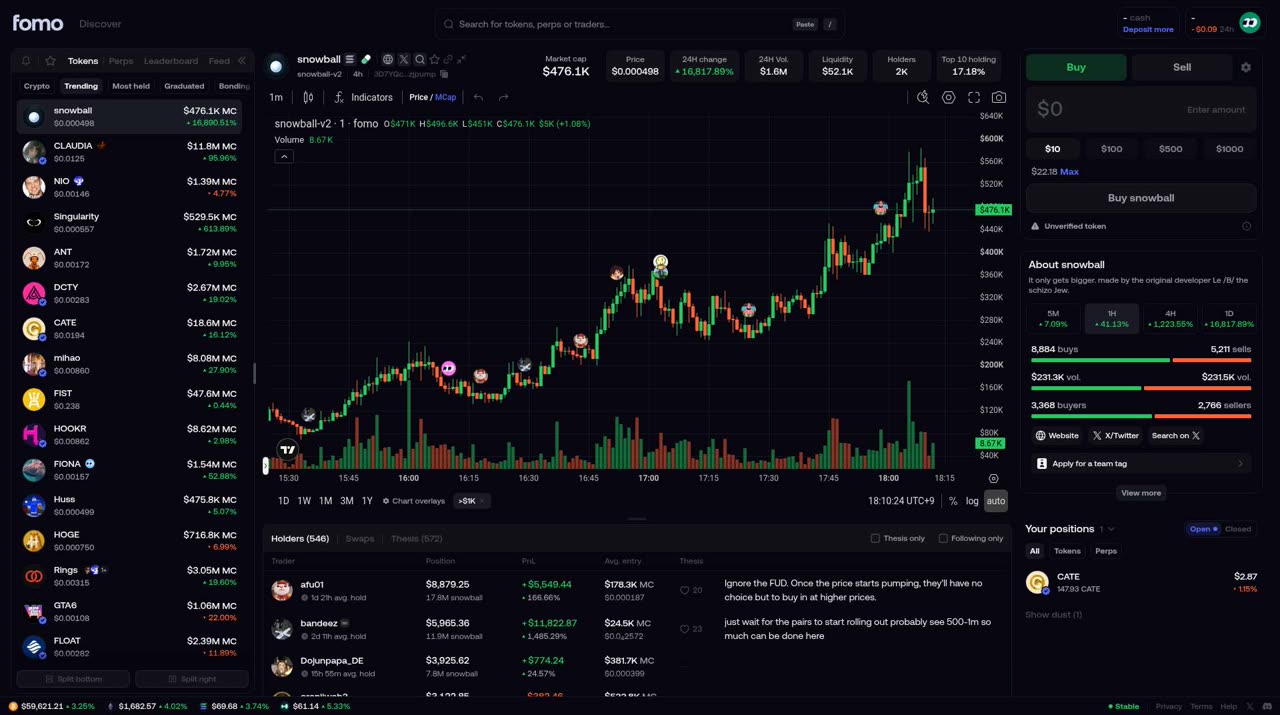 fomo
Discover
Search for tokens, perps or traders...
Paste
/
- cash
Deposit more
-
- $0.09 24h
Tokens
Perps
Leaderboard
Feed
Crypto
Trending
Most held
Graduated
Bonding
snowball
$476.1K MC
$0.000498
16,890.51%
CLAUDIA
$11.8M MC
$0.0125
95.96%
NIO
$1.39M MC
$0.00146
4.77%
Singularity
$529.5K MC
$0.000557
613.89%
ANT
$1.72M MC
$0.00172
9.95%
DCTY
$2.67M MC
$0.00283
19.02%
CATE
$18.6M MC
$0.0194
16.12%
mihao
$8.08M MC
$0.00860
27.90%
FIST
$47.6M MC
$0.238
0.44%
HOOKR
$8.62M MC
$0.00862
2.98%
FIONA
$1.54M MC
$0.00157
52.88%
Huss
$475.8K MC
$0.000499
5.07%
HOGE
$716.8K MC
$0.000750
6.99%
Rings
1+
$3.05M MC
$0.00315
19.60%
GTA6
$1.06M MC
$0.00108
22.00%
FLOAT
$2.39M MC
$0.00282
11.89%
Split bottom
Split right
snowball
snowball-v2
4h
3D7YGc...zjpump
Market cap
$476.1K
Price
$0.000498
24H change
16,817.89%
24H Vol.
$1.6M
Liquidity
$52.1K
Holders
2K
Top 10 holding
17.18%
1m
Indicators
Price / MCap
snowball-v2 · 1 · fomo O$471K H$496.6K L$451K C$476.1K $5K (+1.08%)
Volume 8.67K
$640K
$600K
$560K
$520K
$476.1K
$440K
$400K
$360K
$320K
$280K
$240K
$200K
$160K
$120K
$80K
8.67K
$40K
15:30
15:45
16:00
16:15
16:30
16:45
17:00
17:15
17:30
17:45
18:00
18:15
1D
1W
1M
3M
1Y
Chart overlays
>$1K ×
18:10:24 UTC+9
%
log
auto
Holders (546)
Swaps
Thesis (572)
Thesis only
Following only
Trader
Position
PnL
Avg. entry
Thesis
afu01
1d 21h avg. hold
$8,879.25
17.8M snowball
+$5,549.44
166.66%
$178.3K MC
$0.000187
20
Ignore the FUD. Once the price starts pumping, they'll have no
choice but to buy in at higher prices.
bandeez
2d 11h avg. hold
$5,965.36
11.9M snowball
+$11,822.87
1,485.29%
$24.5K MC
$0.0₄2572
23
just wait for the pairs to start rolling out probably see 500-1m so
much can be done here
Dojunpapa_DE
15h 55m avg. hold
$3,925.62
7.8M snowball
+$774.24
24.57%
$381.7K MC
$0.000399
Buy
Sell
$0
Enter amount
$10
$100
$500
$1000
$22.18 Max
Buy snowball
Unverified token
About snowball
It only gets bigger. made by the original developer Le /B/ the
schizo Jew.
5M
7.09%
1H
41.13%
4H
1,223.55%
1D
16,817.89%
8,884 buys
5,211 sells
$231.3K vol.
$231.5K vol.
3,368 buyers
2,766 sellers
Website
X/Twitter
Search on X
Apply for a team tag
View more
Your positions 1
Open
Closed
All
Tokens
Perps
CATE
147.93 CATE
$2.87
1.15%
Show dust (1)
$59,621.21 3.25%
$1,682.57 4.02%
$69.68 3.74%
$61.14 5.33%
Stable
Privacy
Terms
Help